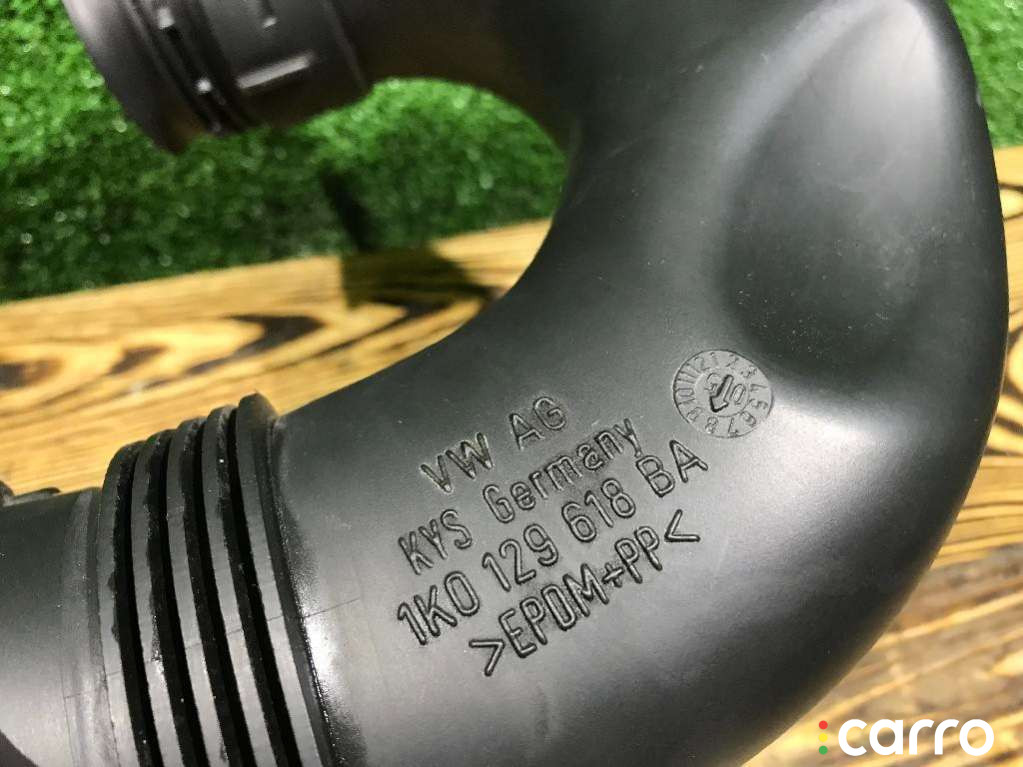 VW AG
KYS Germany
1K0 129 618 BA
>EPDM+PP<
carro